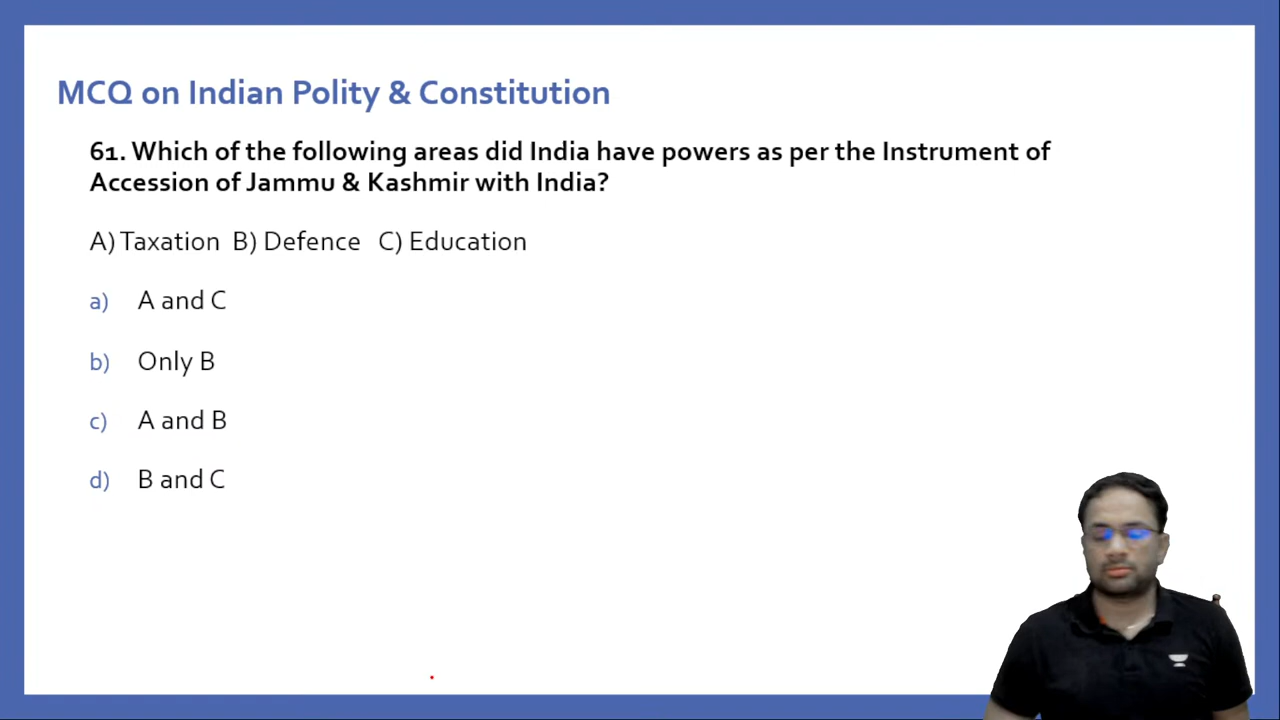 MCQ on Indian Polity & Constitution
61. Which of the following areas did India have powers as per the Instrument of
Accession of Jammu & Kashmir with India?
A) Taxation B) Defence C) Education
a) A and C
b) Only B
c) A and B
d) B and C